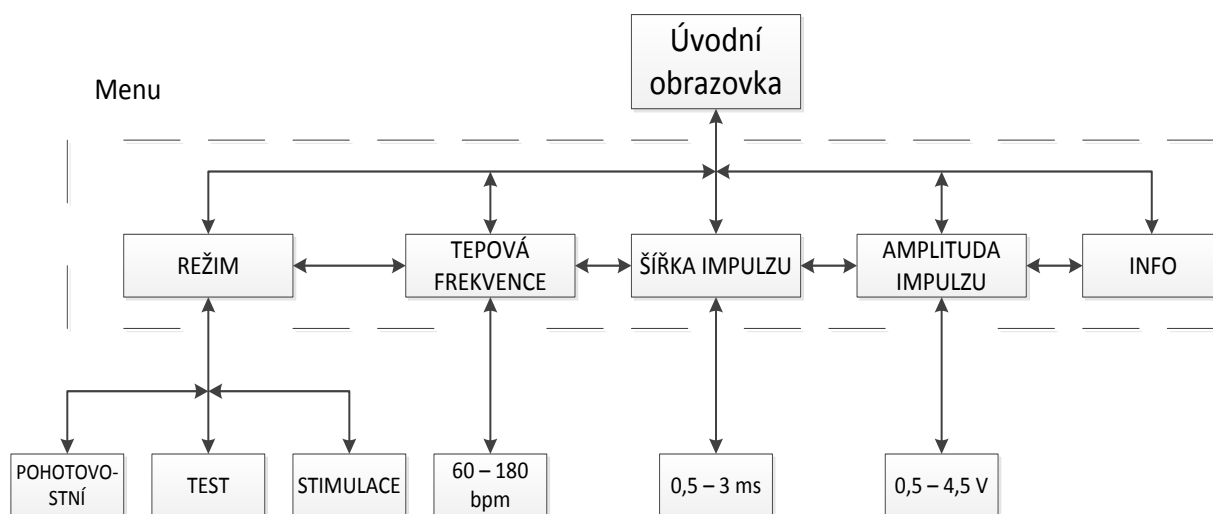 Úvodní
obrazovka
Menu
REŽIM
TEPOVÁ
FREKVENCE
ŠÍŘKA IMPULZU
AMPLITUDA
IMPULZU
INFO
POHOTOVO-
STNÍ
TEST
STIMULACE
60 – 180
bpm
0,5 – 3 ms
0,5 – 4,5 V